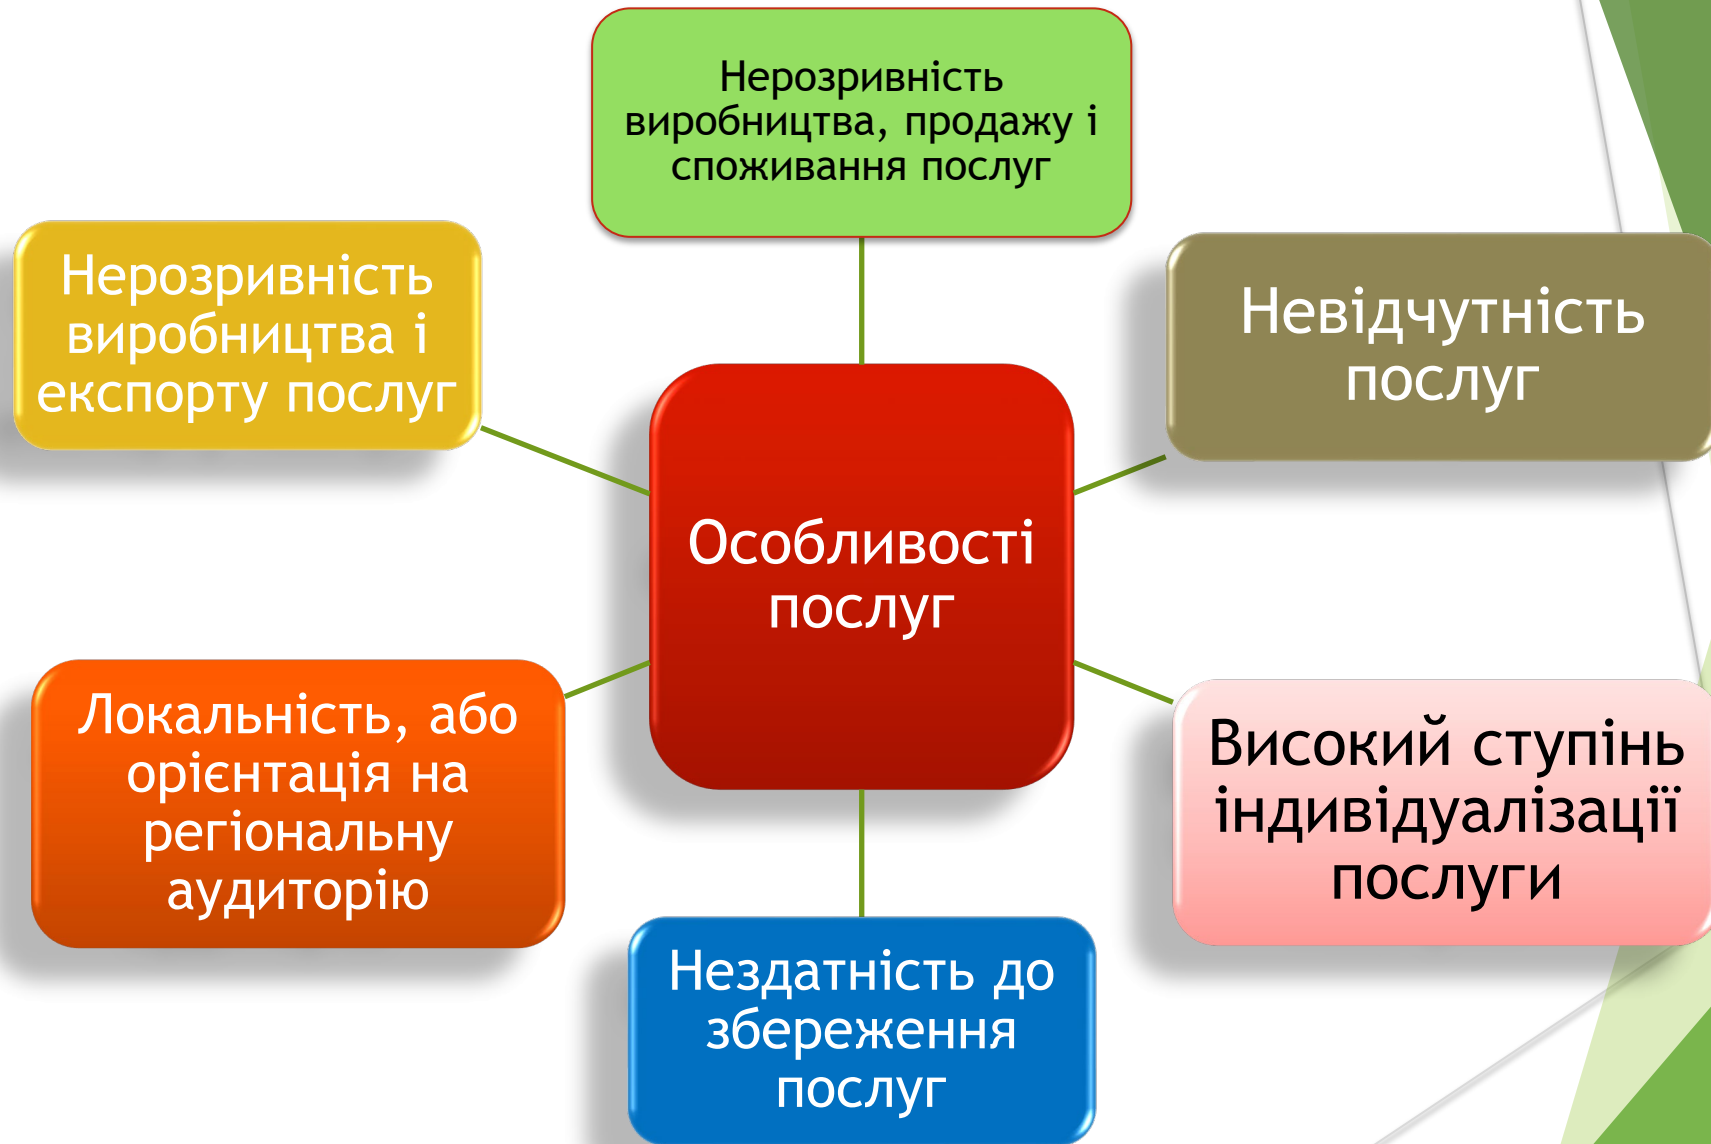 Нерозривність
виробництва, продажу і
споживання послуг
Нерозривність
виробництва і
експорту послуг
Невідчутність
послуг
Особливості
послуг
Локальність, або
орієнтація на
регіональну
аудиторію
Високий ступінь
індивідуалізації
послуги
Нездатність до
збереження
послуг